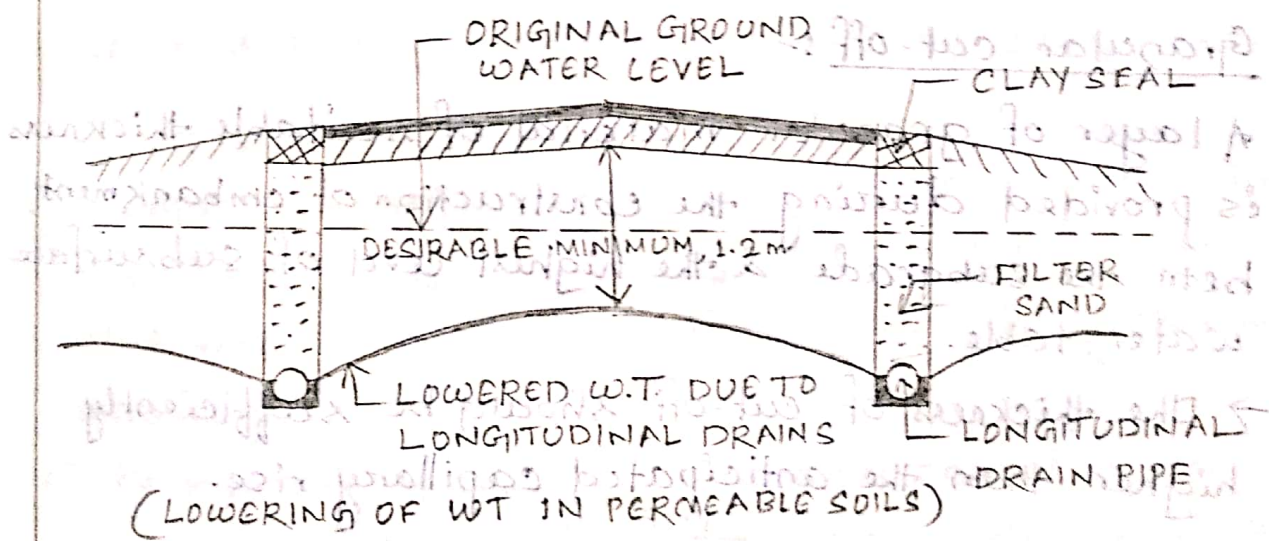 ORIGINAL GROUND
WATER LEVEL
CLAY SEAL
DESIRABLE MINIMUM, 1.2 m
FILTER
SAND
LOWERED W.T DUE TO
LONGITUDINAL DRAINS
LONGITUDINAL
DRAIN PIPE
(LOWERING OF WT IN PERMEABLE SOILS)